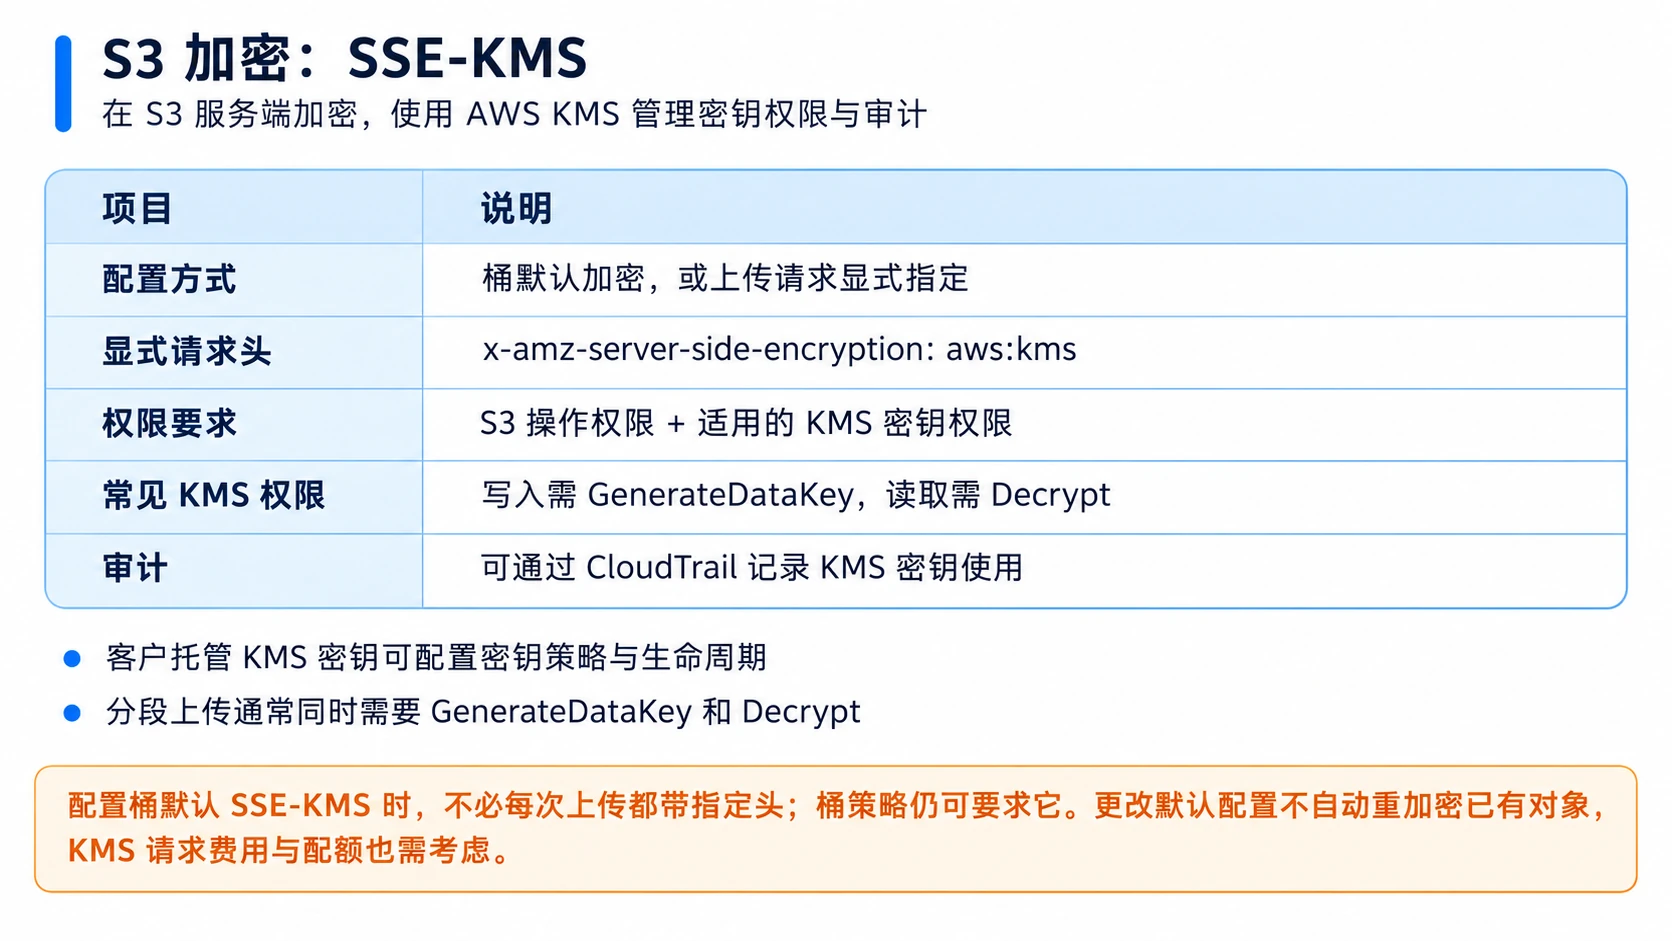 S3 加密：SSE-KMS
在 S3 服务端加密，使用 AWS KMS 管理密钥权限与审计
项目 说明
配置方式 桶默认加密，或上传请求显式指定
显式请求头 x-amz-server-side-encryption: aws:kms
权限要求 S3 操作权限 + 适用的 KMS 密钥权限
常见 KMS 权限 写入需 GenerateDataKey，读取需 Decrypt
审计 可通过 CloudTrail 记录 KMS 密钥使用
客户托管 KMS 密钥可配置密钥策略与生命周期
分段上传通常同时需要 GenerateDataKey 和 Decrypt
配置桶默认 SSE-KMS 时，不必每次上传都带指定头；桶策略仍可要求它。更改默认配置不自动重加密已有对象，
KMS 请求费用与配额也需考虑。